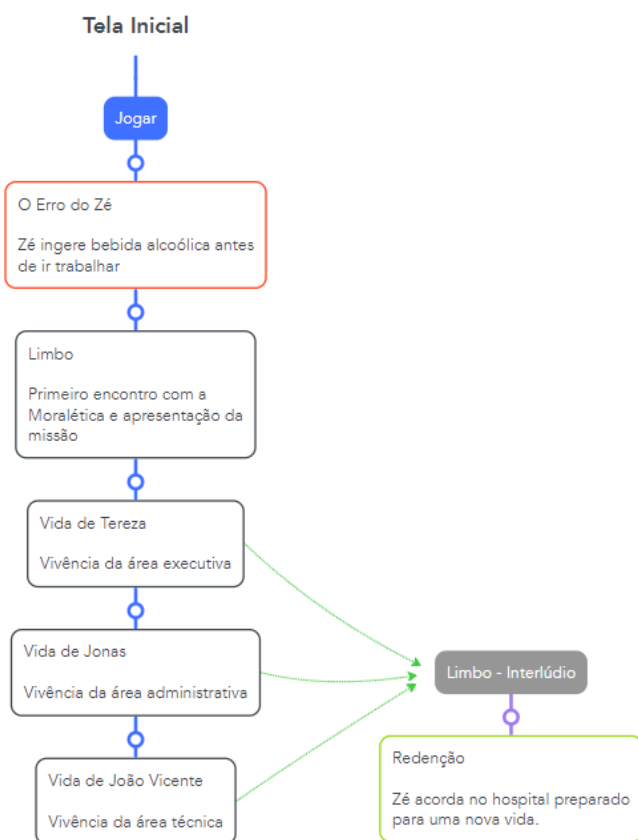 Tela Inicial
Jogar
O Erro do Zé
Zé ingere bebida alcoólica antes
de ir trabalhar
Limbo
Primeiro encontro com a
Moralética e apresentação da
missão
Vida de Tereza
Vivência da área executiva
Vida de Jonas
Vivência da área administrativa
Vida de João Vicente
Vivência da área técnica
Limbo - Interlúdio
Redenção
Zé acorda no hospital preparado
para uma nova vida.